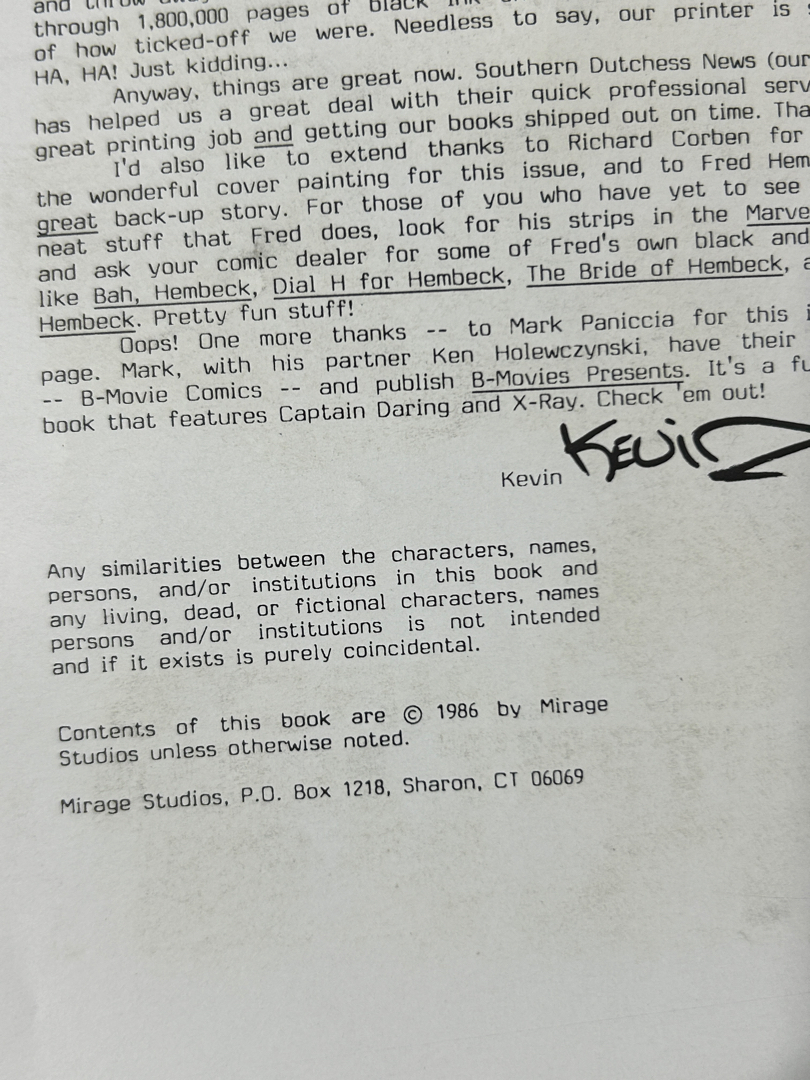 and throw
through 1,800,000 pages of black ink
of how ticked-off we were. Needless to say, our printer is
HA, HA! Just kidding...
Anyway, things are great now. Southern Dutchess News (our
has helped us a great deal with their quick professional serv
great printing job and getting our books shipped out on time. Tha
I'd also like to extend thanks to Richard Corben for
the wonderful cover painting for this issue, and to Fred Hem
great back-up story. For those of you who have yet to see
neat stuff that Fred does, look for his strips in the Marve
and ask your comic dealer for some of Fred's own black and
like Bah, Hembeck, Dial H for Hembeck, The Bride of Hembeck, a
Hembeck. Pretty fun stuff!
Oops! One more thanks -- to Mark Paniccia for this i
page. Mark, with his partner Ken Holewczynski, have their
-- B-Movie Comics -- and publish B-Movies Presents. It's a fu
book that features Captain Daring and X-Ray. Check 'em out!
Kevin KEVIN
Any similarities between the characters, names,
persons, and/or institutions in this book and
any living, dead, or fictional characters, names
persons and/or institutions is not intended
and if it exists is purely coincidental.
Contents of this book are © 1986 by Mirage
Studios unless otherwise noted.
Mirage Studios, P.O. Box 1218, Sharon, CT 06069